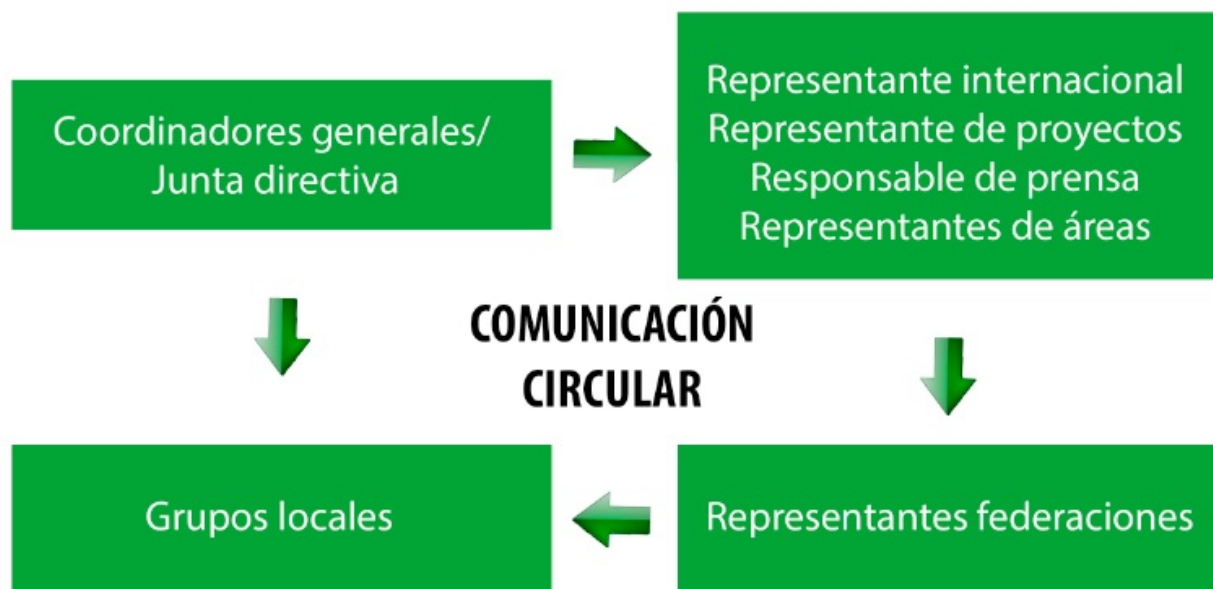 Coordinadores generales/
Junta directiva
Representante internacional
Representante de proyectos
Responsable de prensa
Representantes de áreas
COMUNICACIÓN
CIRCULAR
Grupos locales
Representantes federaciones